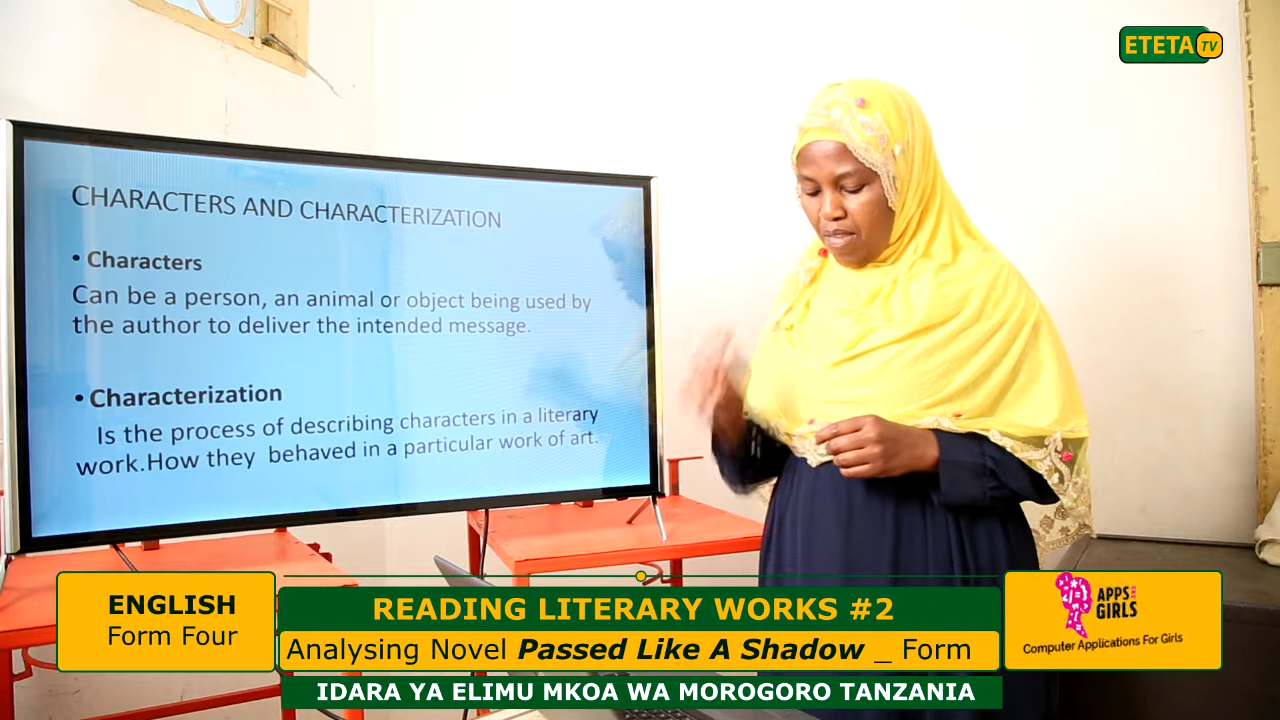 ETETA TV
CHARACTERS AND CHARACTERIZATION
• Characters
Can be a person, an animal or object being used by
the author to deliver the intended message.
• Characterization
Is the process of describing characters in a literary
work.How they behaved in a particular work of art.
ENGLISH
Form Four
READING LITERARY WORKS #2
Analysing Novel Passed Like A Shadow _ Form
IDARA YA ELIMU MKOA WA MOROGORO TANZANIA
APPS
GIRLS
Computer Applications For Girls